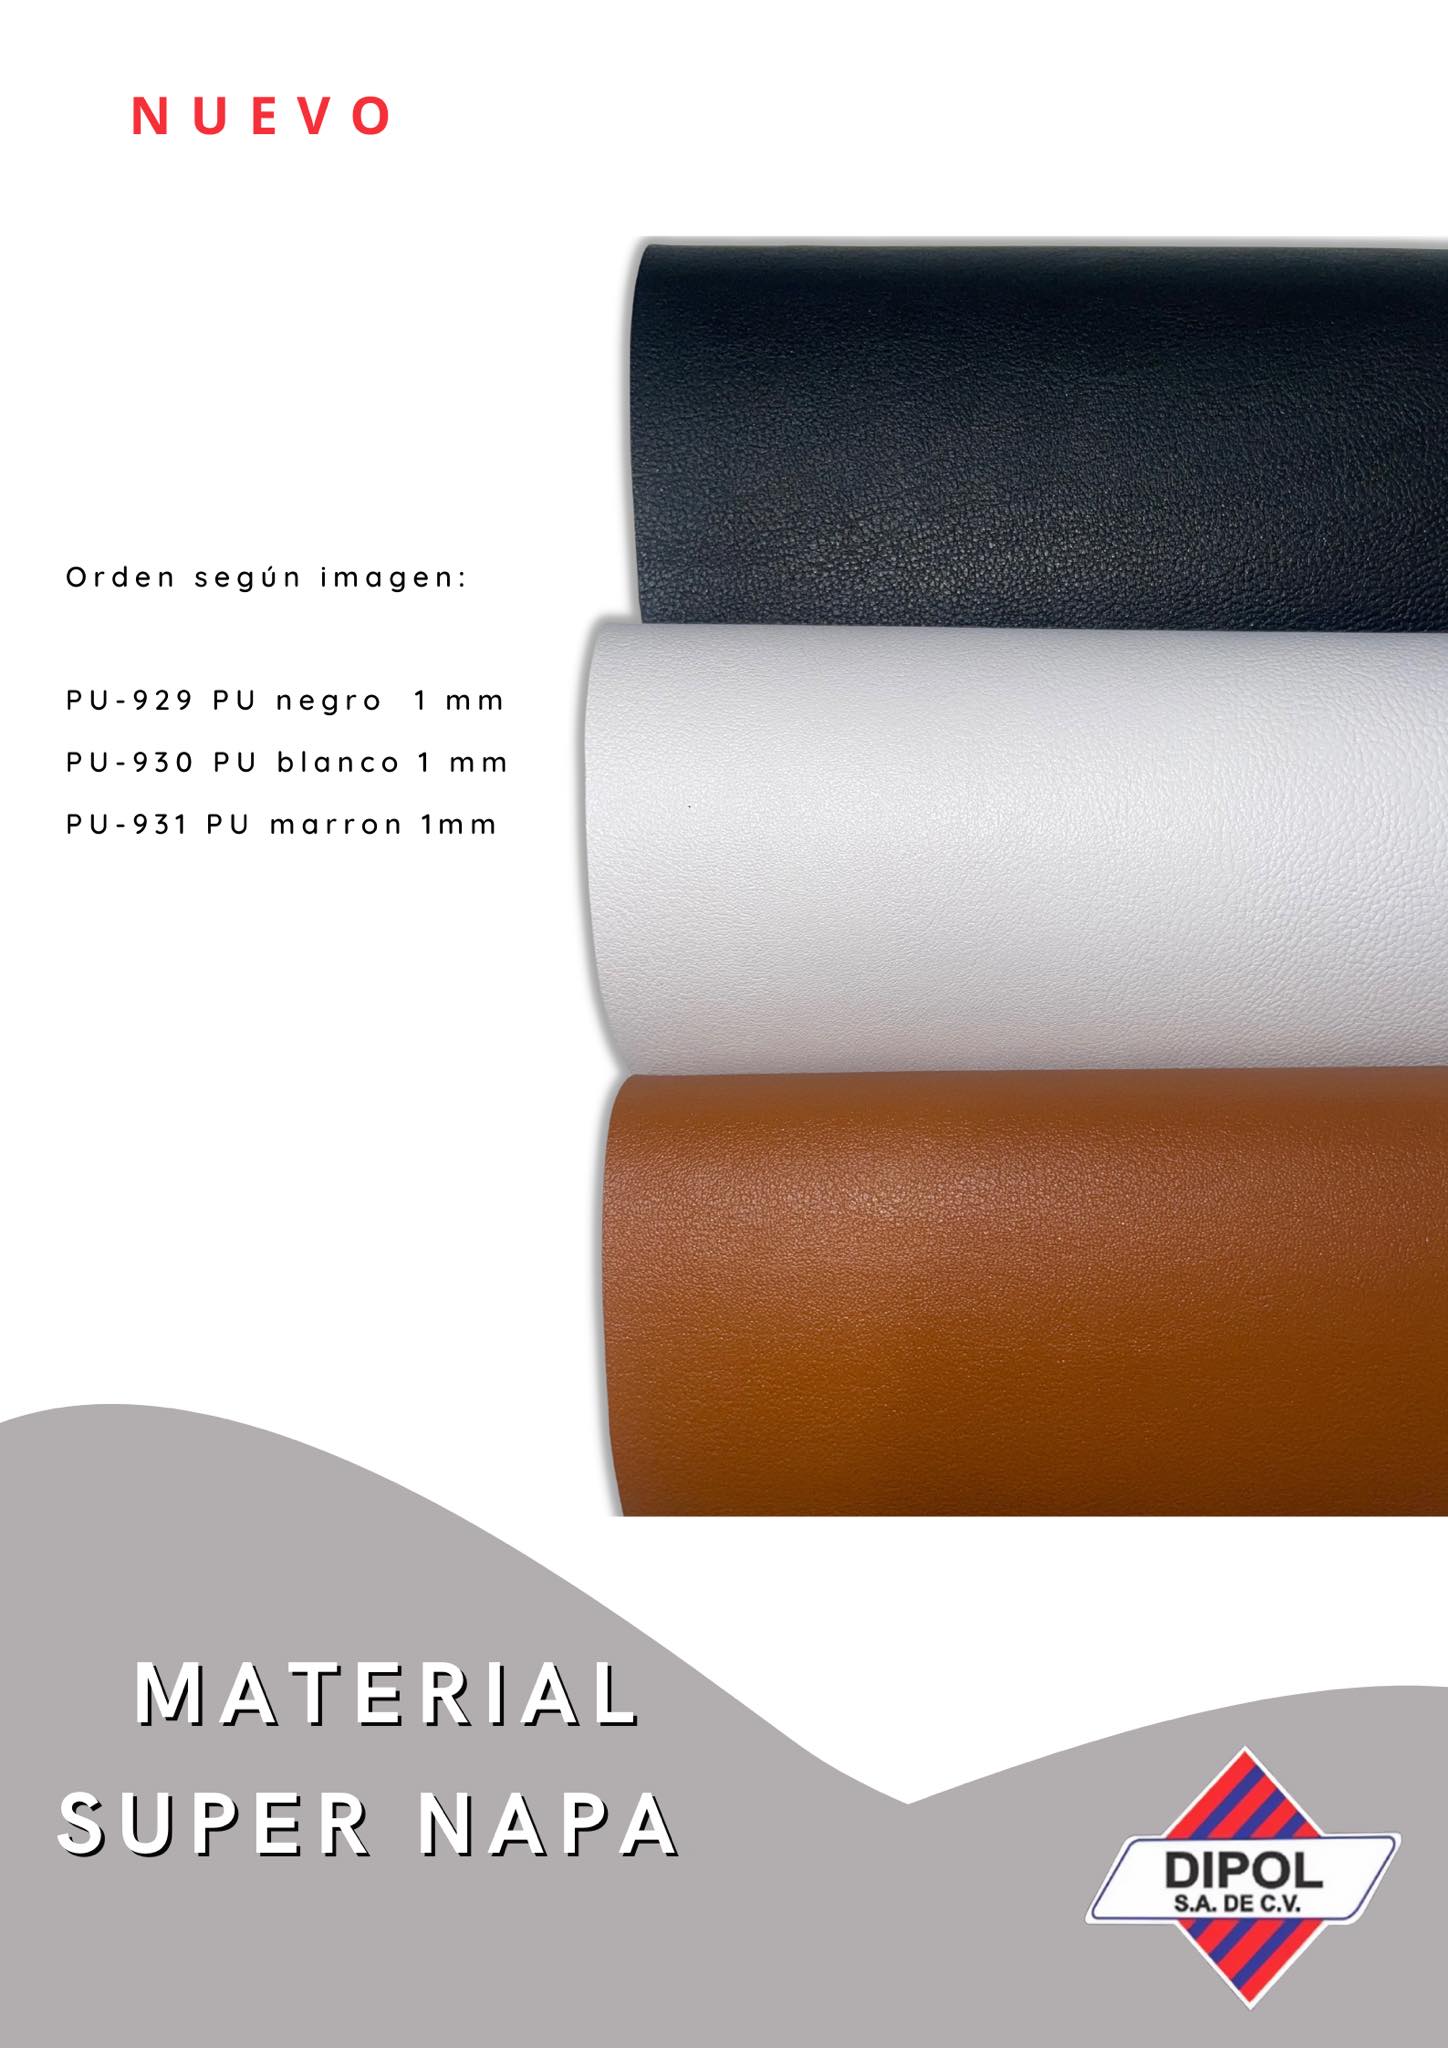 NUEVO
Orden según imagen:
PU-929 PU negro 1 mm
PU-930 PU blanco 1 mm
PU-931 PU marron 1mm
MATERIAL
SUPER NAPA
DIPOL
S.A. DE C.V.